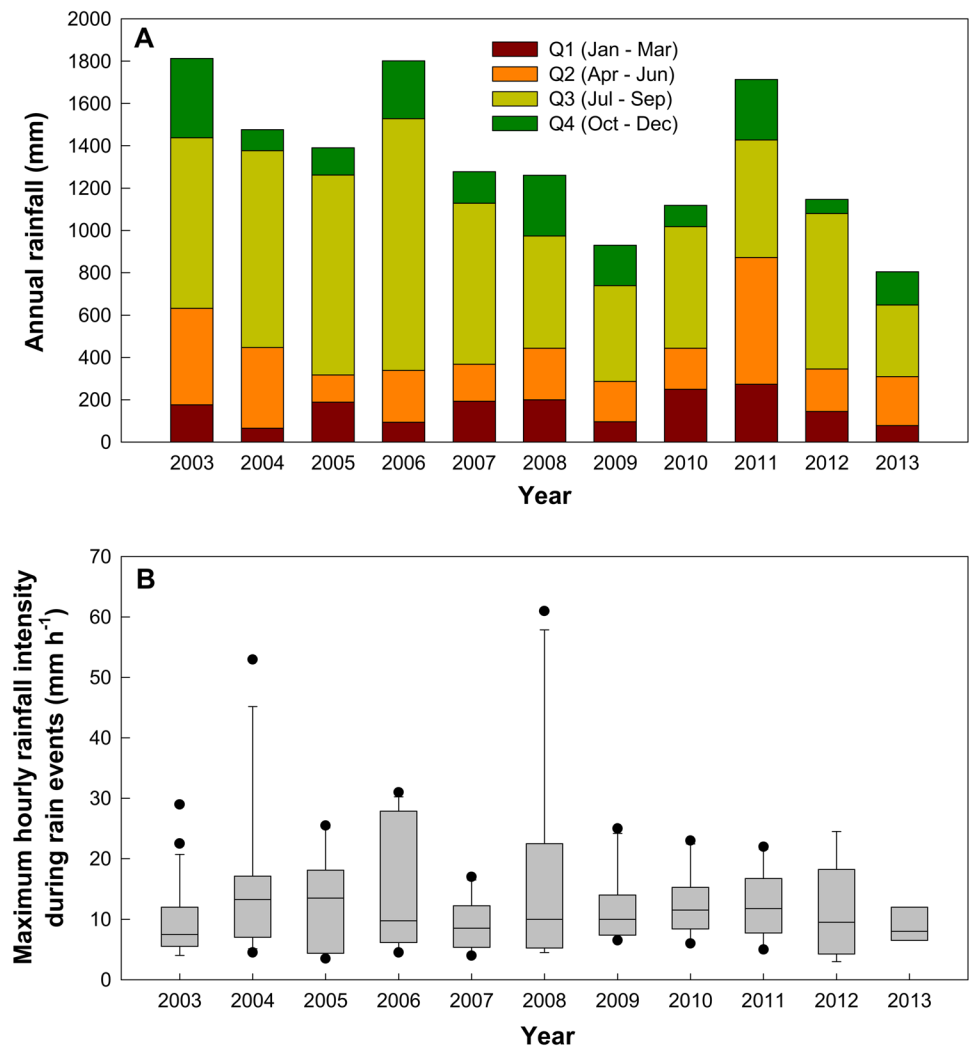 A
Q1 (Jan - Mar)
Q2 (Apr - Jun)
Q3 (Jul - Sep)
Q4 (Oct - Dec)
Annual rainfall (mm)
2000
1800
1600
1400
1200
1000
800
600
400
200
0
2003 2004 2005 2006 2007 2008 2009 2010 2011 2012 2013
Year
B
Maximum hourly rainfall intensity
during rain events (mm h-1)
70
60
50
40
30
20
10
0
2003 2004 2005 2006 2007 2008 2009 2010 2011 2012 2013
Year